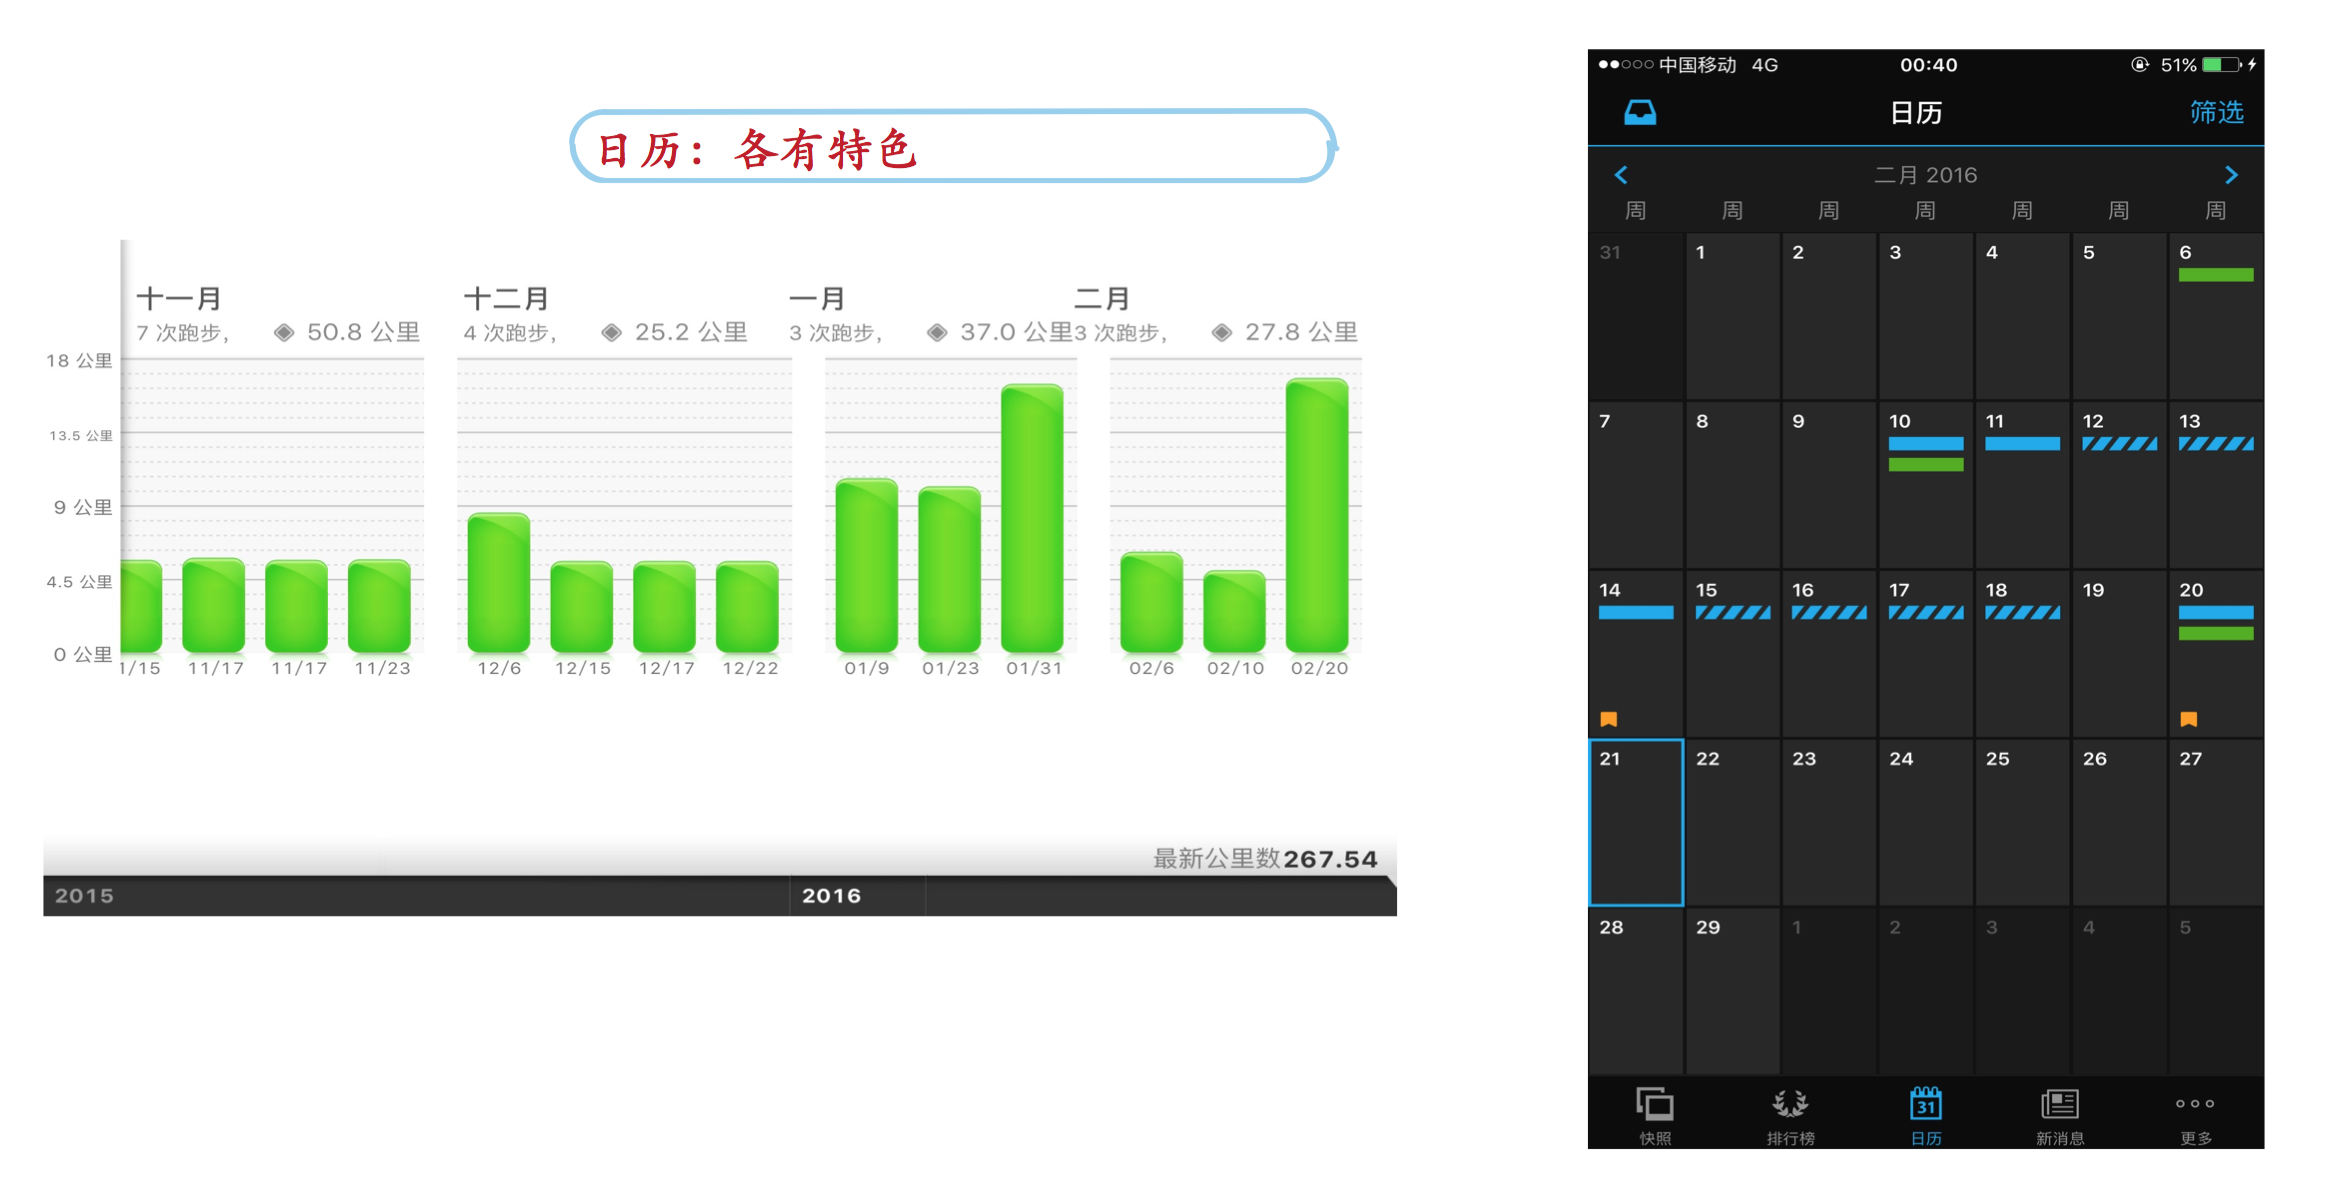 日历：各有特色
十一月 十二月 一月 二月
7 次跑步, 50.8 公里 4 次跑步, 25.2 公里 3 次跑步, 37.0 公里 3 次跑步, 27.8 公里
18 公里
13.5 公里
9 公里
4.5 公里
0 公里
1/15 11/17 11/17 11/23 12/6 12/15 12/17 12/22 01/9 01/23 01/31 02/6 02/10 02/20
最新公里数267.54
2015 2016
中国移动 4G 00:40 51%
日历 筛选
二月 2016
周 周 周 周 周 周 周
31 1 2 3 4 5 6
7 8 9 10 11 12 13
14 15 16 17 18 19 20
21 22 23 24 25 26 27
28 29 1 2 3 4 5
31
快照 排行榜 日历 新消息 更多